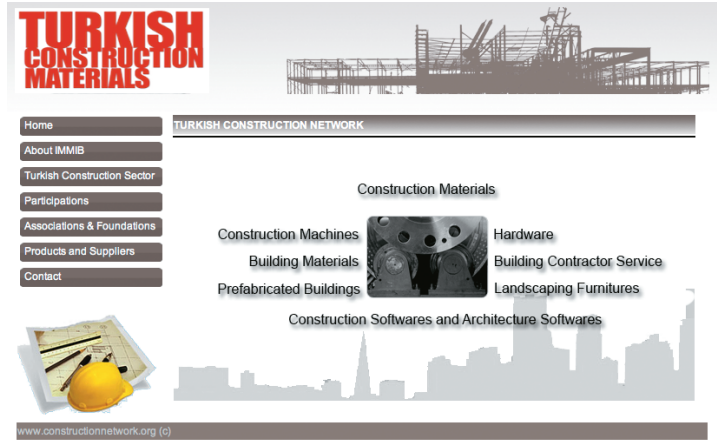 TURKISH
CONSTRUCTION
MATERIALS
Home
About IMMIB
Turkish Construction Sector
Participations
Associations & Foundations
Products and Suppliers
Contact
TURKISH CONSTRUCTION NETWORK
Construction Materials
Construction Machines
Hardware
Building Materials
Building Contractor Service
Prefabricated Buildings
Landscaping Furnitures
Construction Softwares and Architecture Softwares
www.constructionnetwork.org (c)